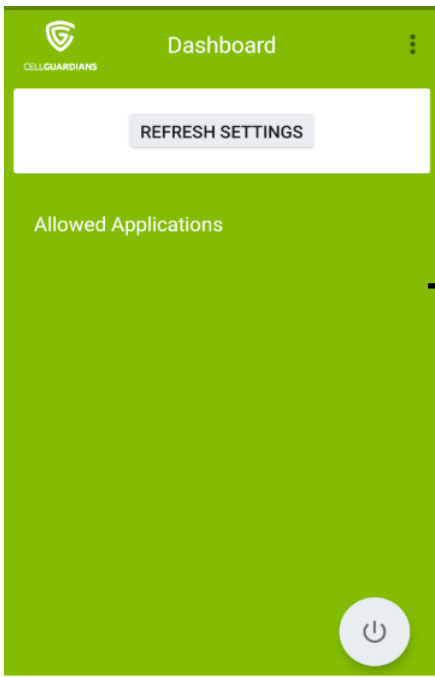 Dashboard
CELLGUARDIANS
REFRESH SETTINGS
Allowed Applications